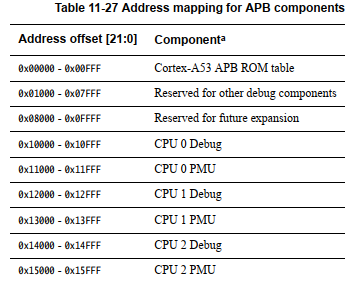 Table 11-27 Address mapping for APB components
Address offset [21:0] Componentᵃ
0x00000 - 0x00FFF Cortex-A53 APB ROM table
0x01000 - 0x07FFF Reserved for other debug components
0x08000 - 0x0FFFF Reserved for future expansion
0x10000 - 0x10FFF CPU 0 Debug
0x11000 - 0x11FFF CPU 0 PMU
0x12000 - 0x12FFF CPU 1 Debug
0x13000 - 0x13FFF CPU 1 PMU
0x14000 - 0x14FFF CPU 2 Debug
0x15000 - 0x15FFF CPU 2 PMU